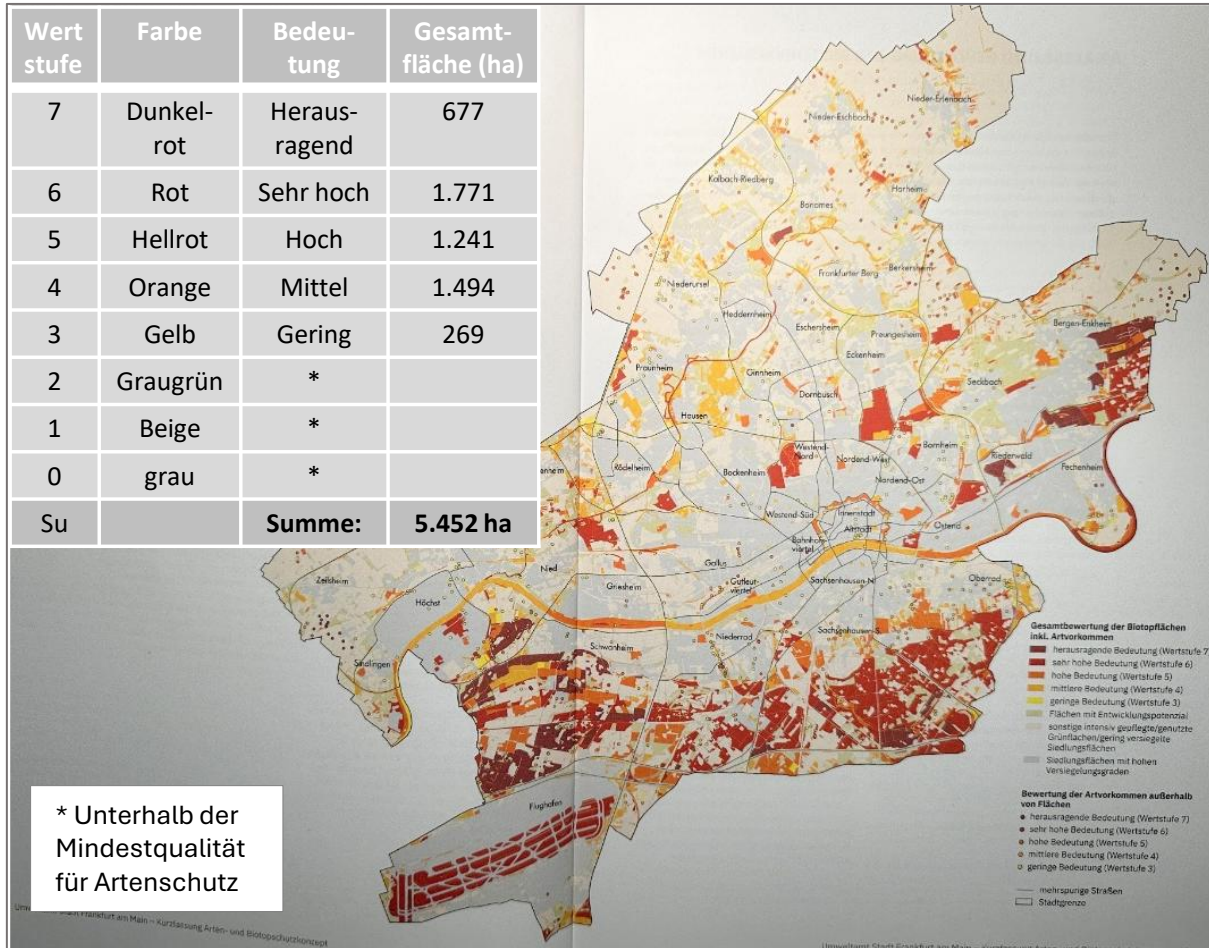 Wert
stufe
Farbe
Bedeu-
tung
Gesamt-
fläche (ha)
7
Dunkel-
rot
Heraus-
ragend
677
6
Rot
Sehr hoch
1.771
5
Hellrot
Hoch
1.241
4
Orange
Mittel
1.494
3
Gelb
Gering
269
2
Graugrün
*
1
Beige
*
0
grau
*
Su
Summe:
5.452 ha
Nieder-Erlenbach
Nieder-Eschbach
Kalbach-Riedberg
Harheim
Bonames
Frankfurter Berg
Berkersheim
Niederursel
Heddernheim
Eschersheim
Preungesheim
Bergen-Enkheim
Eckenheim
Praunheim
Ginnheim
Seckbach
Dornbusch
Hausen
Westend-
Nord
Bornheim
Rödelheim
Bockenheim
Nordend-West
Riederwald
Fechenheim
Nordend-Ost
Westend-Süd
Innenstadt
Altstadt
Ostend
Bahnhofs-
viertel
Nied
Gallus
Zeilsheim
Griesheim
Gutleut-
viertel
Sachsenhausen-N.
Oberrad
Höchst
Niederrad
Sachsenhausen-S.
Schwanheim
Sindlingen
Flughafen
Gesamtbewertung der Biotopflächen
inkl. Artvorkommen
herausragende Bedeutung (Wertstufe 7)
sehr hohe Bedeutung (Wertstufe 6)
hohe Bedeutung (Wertstufe 5)
mittlere Bedeutung (Wertstufe 4)
geringe Bedeutung (Wertstufe 3)
Flächen mit Entwicklungspotenzial
sonstige intensiv gepflegte/genutzte
Grünflächen/gering versiegelte
Siedlungsflächen
Siedlungsflächen mit hohen
Versiegelungsgraden
Bewertung der Artvorkommen außerhalb
von Flächen
herausragende Bedeutung (Wertstufe 7)
sehr hohe Bedeutung (Wertstufe 6)
hohe Bedeutung (Wertstufe 5)
mittlere Bedeutung (Wertstufe 4)
geringe Bedeutung (Wertstufe 3)
mehrspurige Straßen
Stadtgrenze
* Unterhalb der
Mindestqualität
für Artenschutz
Stadt Frankfurt am Main – Kurzfassung Arten- und Biotopschutzkonzept
Umweltamt Stadt Frankfurt am Main – Kurzfassung Arten- und